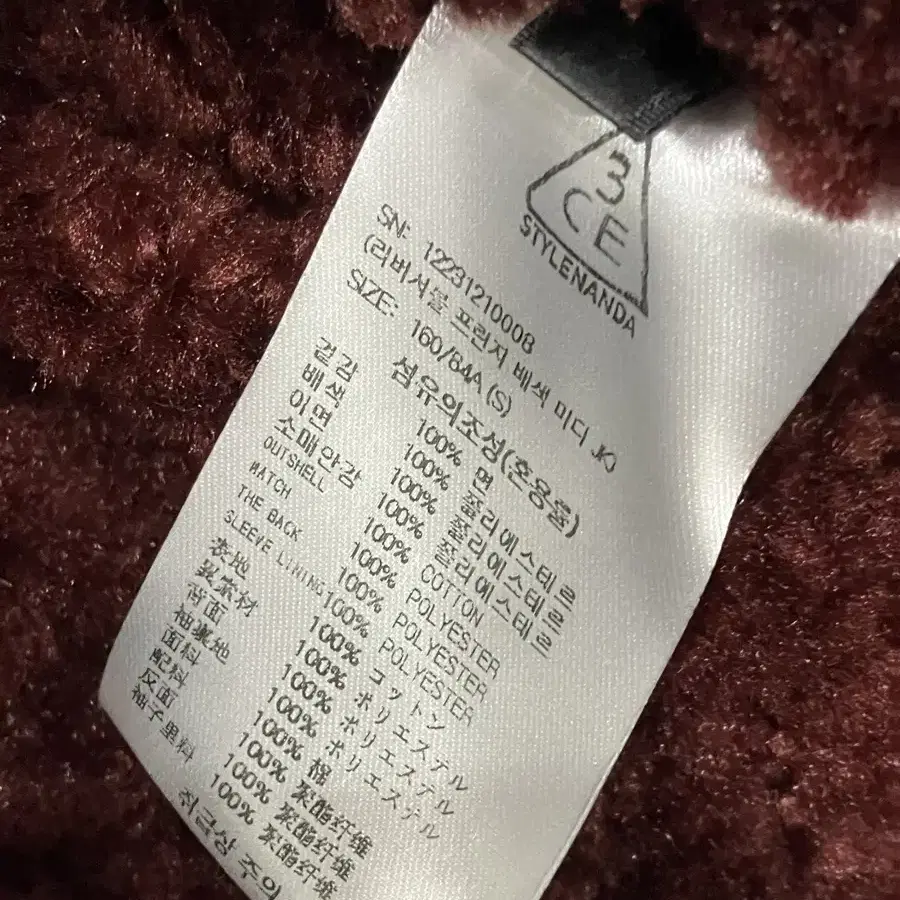 3CE
STYLENANDA
SN: 12231210008
(리버서블 프린지 배색 미디 JK)
SIZE: 160/84A (S)
섬유의조성(혼용률)
겉감 100% 면
배색 100% 폴리에스테르
이면 100% 폴리에스테르
소매안감 100% 폴리에스테르
OUTSHELL 100% COTTON
MATCH 100% POLYESTER
THE BACK 100% POLYESTER
SLEEVE LINING 100% POLYESTER
表地 100% コットン
異素材 100% ポリエステル
背面 100% ポリエステル
袖裏地 100% ポリエステル
面料 100% 棉
配料 100% 聚酯纤维
反面 100% 聚酯纤维
袖子里料 100% 聚酯纤维
취급상 주의